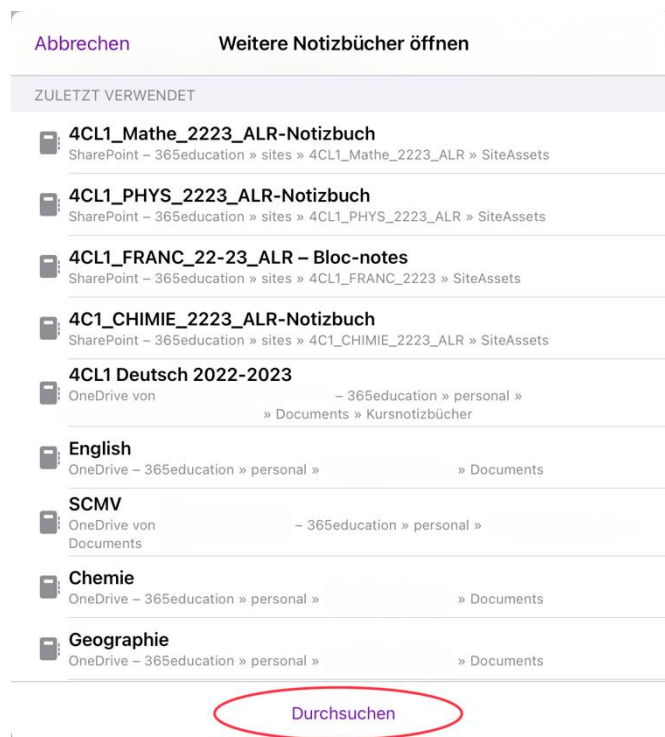 Abbrechen Weitere Notizbücher öffnen
ZULETZT VERWENDET
4CL1_Mathe_2223_ALR-Notizbuch
SharePoint – 365education » sites » 4CL1_Mathe_2223_ALR » SiteAssets
4CL1_PHYS_2223_ALR-Notizbuch
SharePoint – 365education » sites » 4CL1_PHYS_2223_ALR » SiteAssets
4CL1_FRANC_22-23_ALR – Bloc-notes
SharePoint – 365education » sites » 4CL1_FRANC_2223 » SiteAssets
4C1_CHIMIE_2223_ALR-Notizbuch
SharePoint – 365education » sites » 4C1_CHIMIE_2223_ALR » SiteAssets
4CL1 Deutsch 2022-2023
OneDrive von – 365education » personal »
» Documents » Kursnotizbücher
English
OneDrive – 365education » personal » » Documents
SCMV
OneDrive von – 365education » personal »
Documents
Chemie
OneDrive – 365education » personal » » Documents
Geographie
OneDrive – 365education » personal » » Documents
Durchsuchen